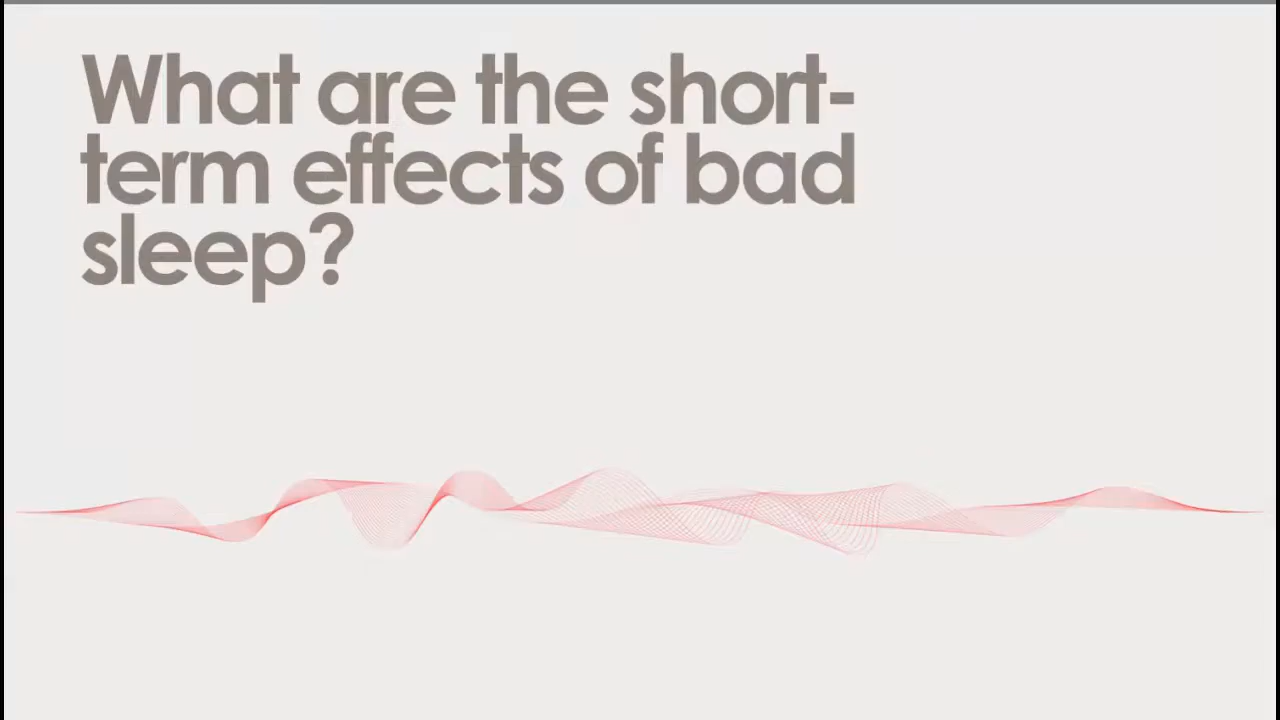 What are the short-
term effects of bad
sleep?